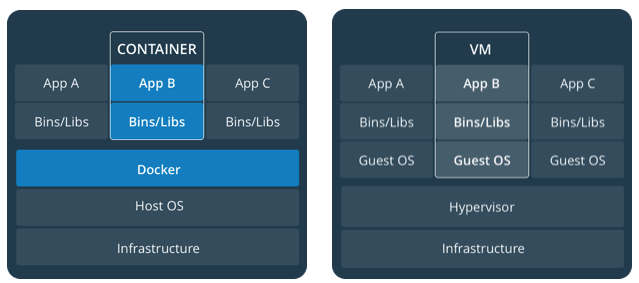 CONTAINER
App A App B App C
Bins/Libs Bins/Libs Bins/Libs
Docker
Host OS
Infrastructure
VM
App A App B App C
Bins/Libs Bins/Libs Bins/Libs
Guest OS Guest OS Guest OS
Hypervisor
Infrastructure